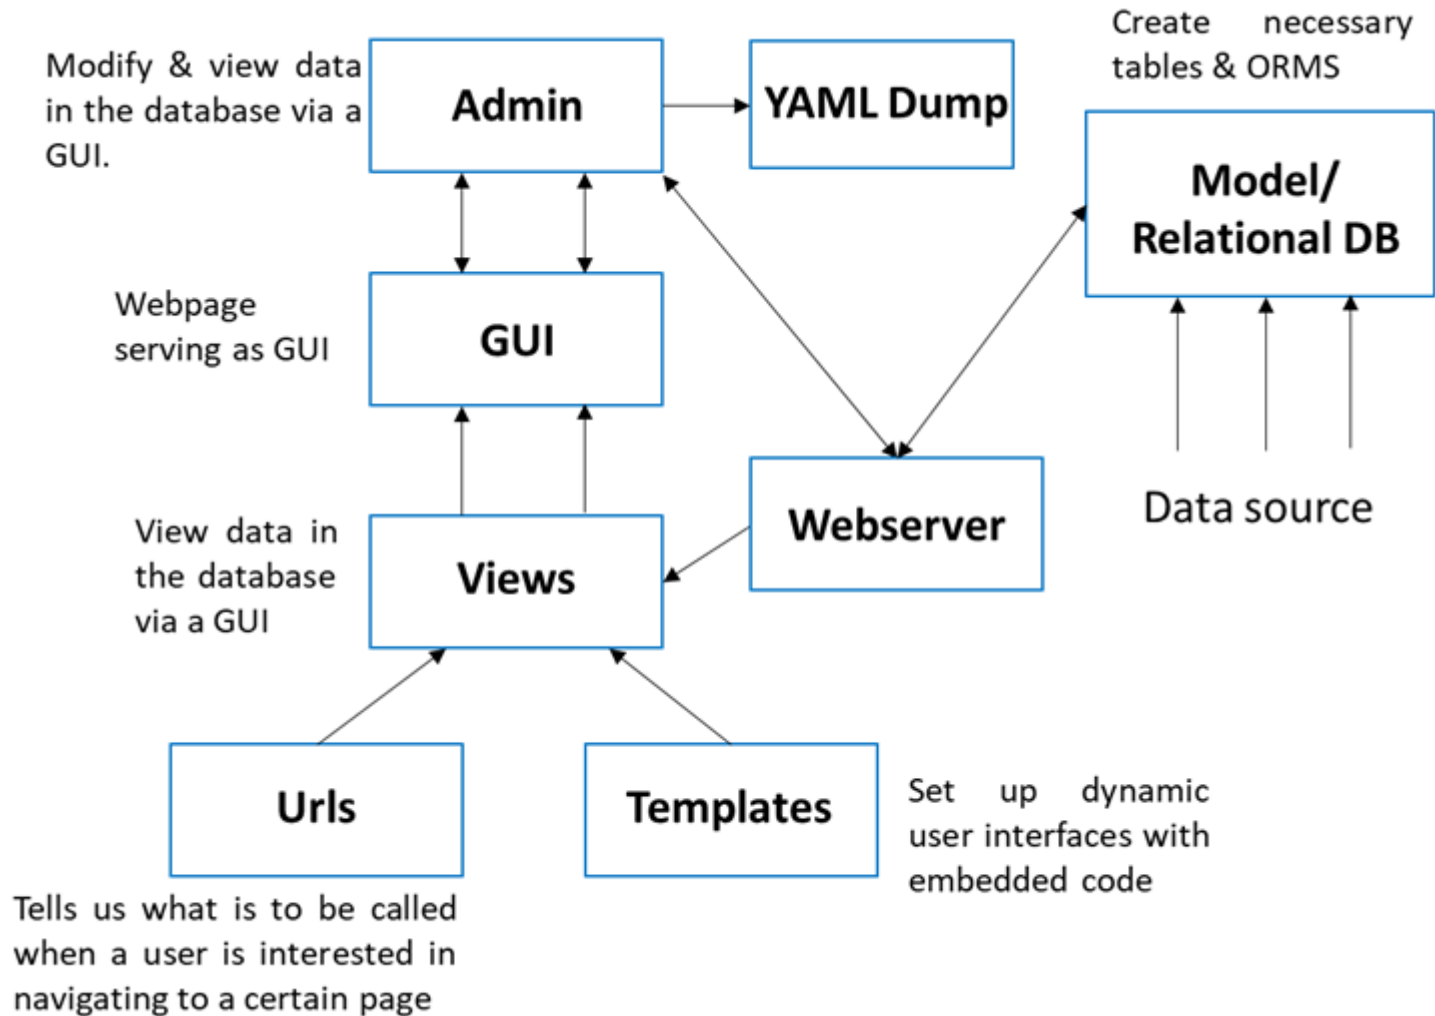 Create necessary
tables & ORMS
Modify & view data
in the database via a
GUI.
Admin
YAML Dump
Model/
Relational DB
Webpage
serving as GUI
GUI
View data in
the database
via a GUI
Views
Webserver
Data source
Urls
Templates
Set up dynamic
user interfaces with
embedded code
Tells us what is to be called
when a user is interested in
navigating to a certain page